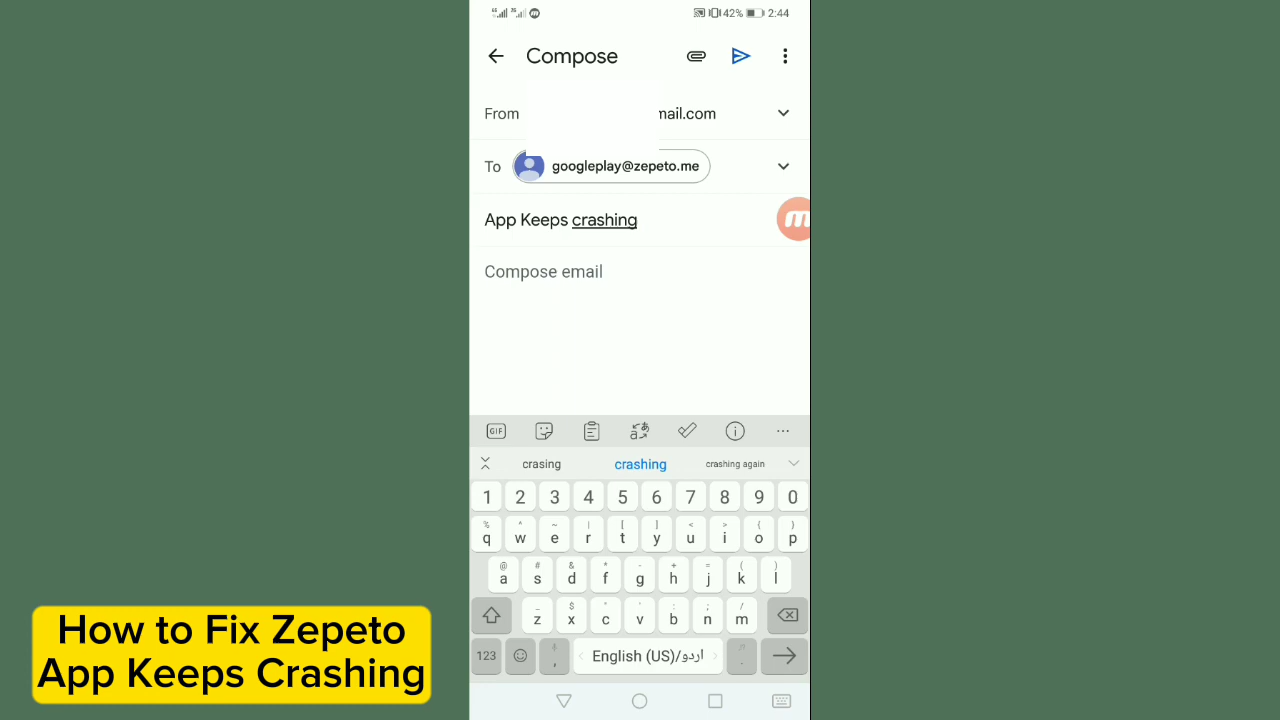 42% 2:44
Compose
From mail.com
To googleplay@zepeto.me
App Keeps crashing
Compose email
GIF
crasing crashing crashing again
1 2 3 4 5 6 7 8 9 0
% ^ ~ | [ ] < > { }
q w e r t y u i o p
@ # & * - + = ( )
a s d f g h j k l
_ $ " ' : ; /
z x c v b n m
123 , English (US)/اردو .
How to Fix Zepeto
App Keeps Crashing